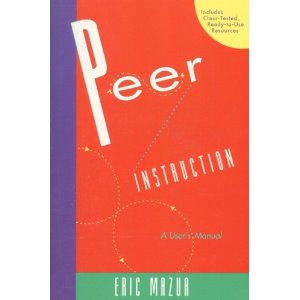 Includes
Class-Tested,
Ready-to-Use
Resources
Peer
INSTRUCTION
A User's Manual
ERIC MAZUR